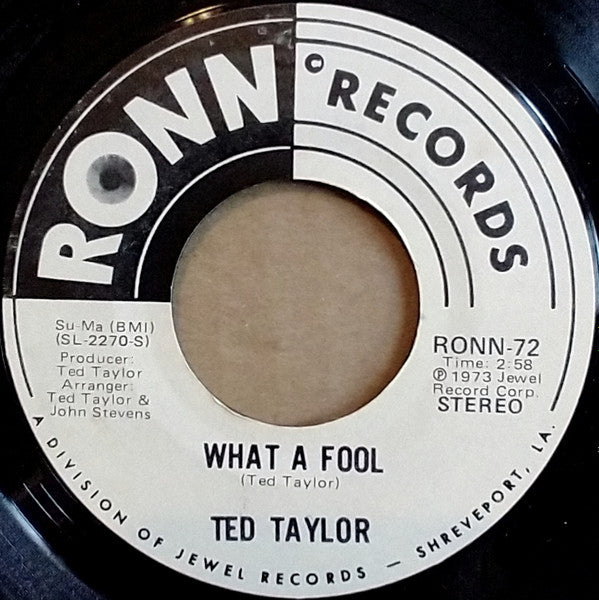 RONN © RECORDS
Su-Ma (BMI)
(SL-2270-S)
Producer:
Ted Taylor
Arranger:
Ted Taylor &
John Stevens
RONN-72
Time: 2:58
℗ 1973 Jewel
Record Corp.
STEREO
WHAT A FOOL
(Ted Taylor)
TED TAYLOR
A DIVISION OF JEWEL RECORDS — SHREVEPORT, LA.